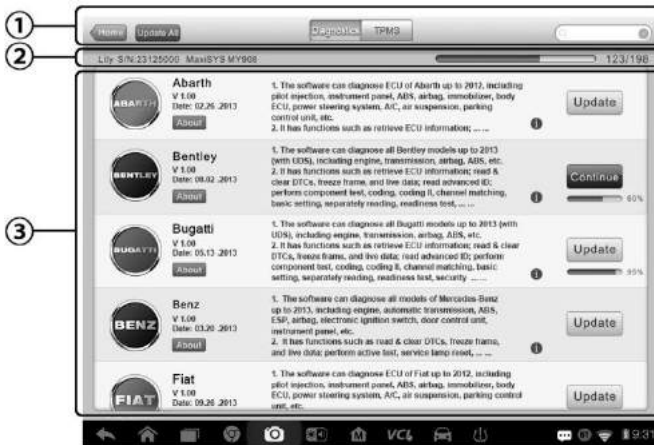 1
Home Update All Diagnostics TPMS
2
Lily S/N:23125000 MaxiSYS MY908 123/198
3
ABARTH
Abarth
V 1.00
Date: 02.26 .2013
About
1. The software can diagnose ECU of Abarth up to 2012, including
pilot injection, instrument panel, ABS, airbag, immobilizer, body
ECU, power steering system, A/C, air suspension, parking
control unit, etc.
2. It has functions such as retrieve ECU information; ... ...
Update
BENTLEY
Bentley
V 1.00
Date: 08.02 .2013
About
1. The software can diagnose all Bentley models up to 2013
(with UDS), including engine, transmission, airbag, ABS, etc.
2. It has functions such as retrieve ECU information; read &
clear DTCs, freeze frame, and live data; read advanced ID;
perform component test, coding, coding II, channel matching,
basic setting, separately reading, readiness test, ... ...
Continue
60%
BUGATTI
Bugatti
V 1.00
Date: 05.13 .2013
About
1. The software can diagnose all Bugatti models up to 2013 (with
UDS), including engine, transmission, airbag, ABS, etc.
2. It has functions such as retrieve ECU information; read & clear
DTCs, freeze frame, and live data; read advanced ID; perform
component test, coding, coding II, channel matching, basic
setting, separately reading, readiness test, security ... ...
Update
95%
BENZ
Benz
V 1.00
Date: 03.20 .2013
About
1. The software can diagnose all models of Mercedes-Benz
up to 2013, including engine, automatic transmission, ABS,
ESP, airbag, electronic ignition switch, door control unit,
instrument panel, etc.
2. It has functions such as read & clear DTCs, freeze frame,
and live data; perform active test, service lamp reset, ... ...
Update
FIAT
Fiat
V 1.00
Date: 09.26 .2013
1. The software can diagnose ECU of Fiat up to 2012, including
pilot injection, instrument panel, ABS, airbag, immobilizer, body
ECU, power steering system, A/C, air suspension, parking control
unit, etc.
Update
M VCI 9:31